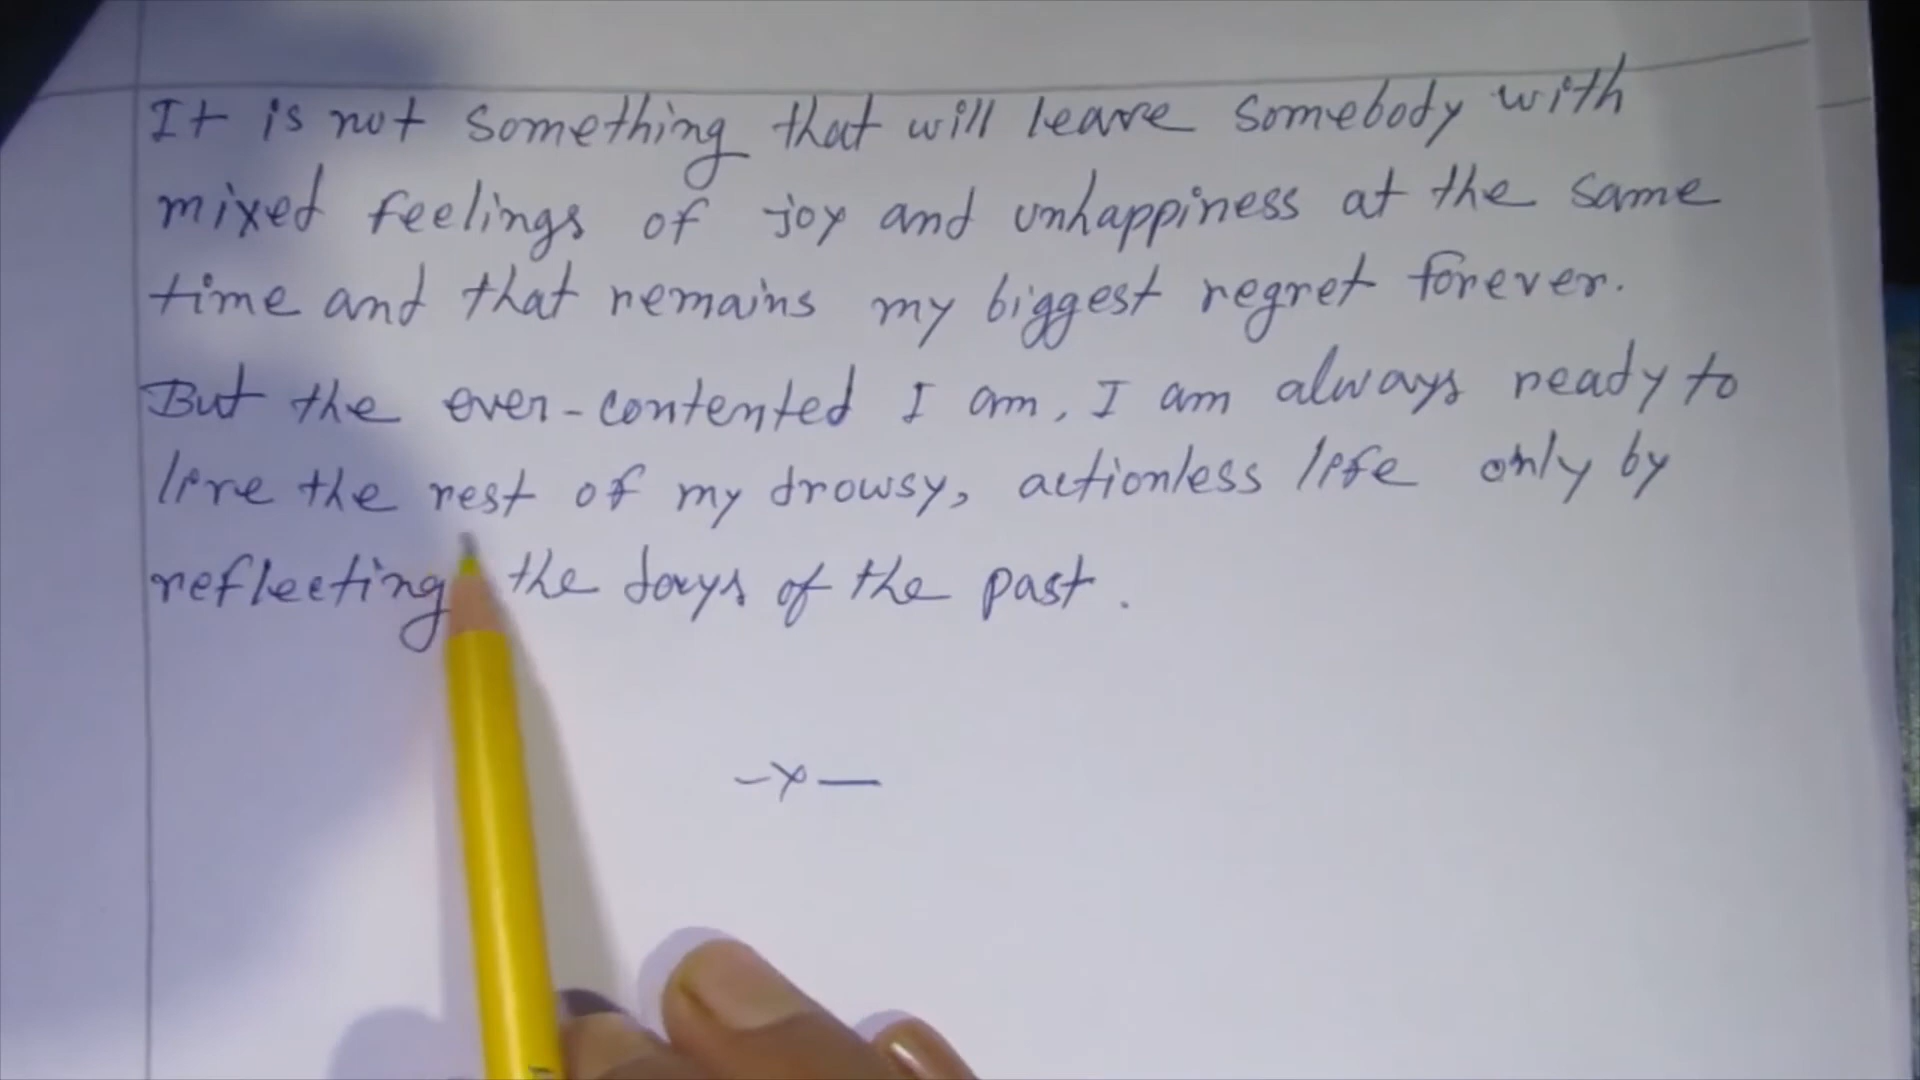 It is not something that will leave somebody with
mixed feelings of joy and unhappiness at the same
time and that remains my biggest regret forever.
But the ever-contented I am, I am always ready to
live the rest of my drowsy, actionless life only by
reflecting the days of the past.
-x-